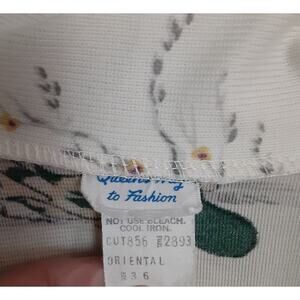 Queen's Way
to Fashion
NOT USE BLEACH.
COOL IRON.
CUT856 2893
ORIENTAL
36